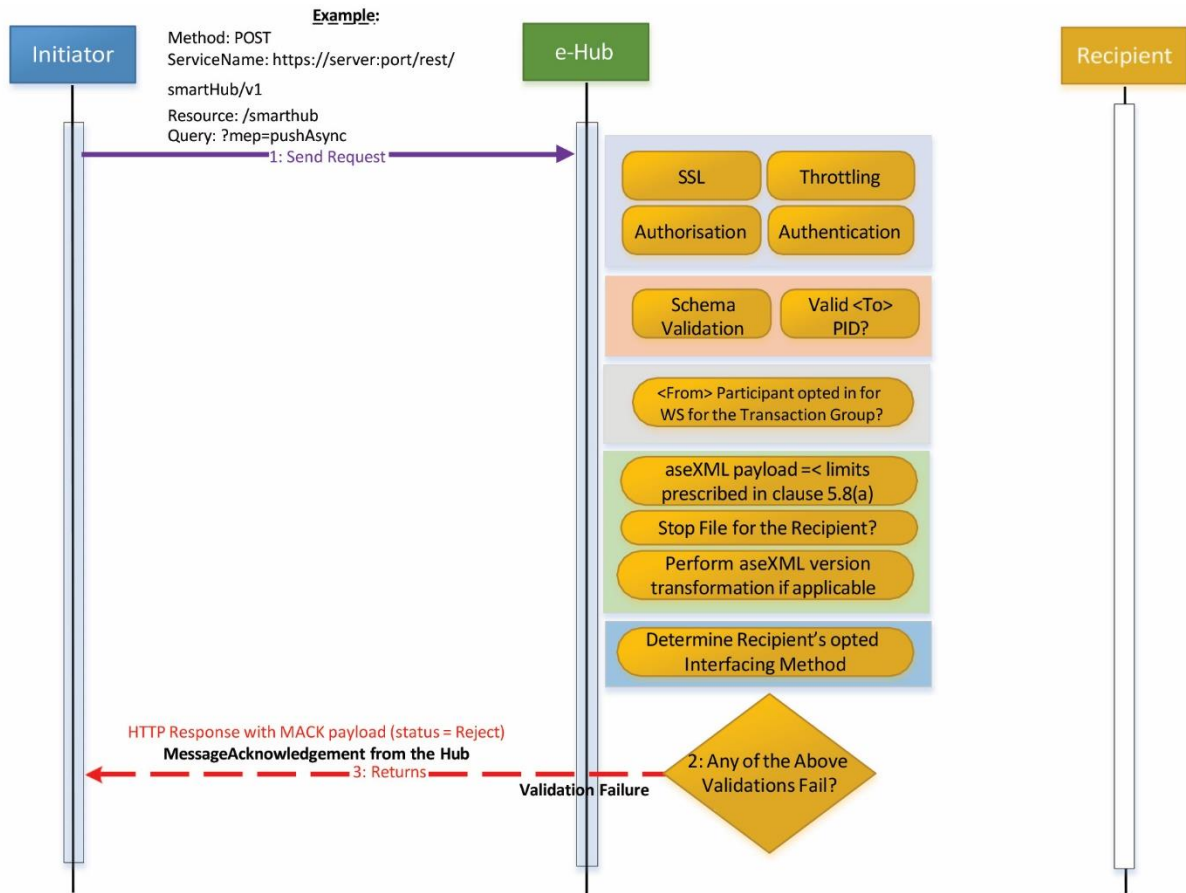 Example:
Initiator
Method: POST
ServiceName: https://server:port/rest/
smartHub/v1
Resource: /smarthub
Query: ?mep=pushAsync
e-Hub
Recipient
1: Send Request
SSL
Throttling
Authorisation
Authentication
Schema
Validation
Valid <To>
PID?
<From> Participant opted in for
WS for the Transaction Group?
aseXML payload =< limits
prescribed in clause 5.8(a)
Stop File for the Recipient?
Perform aseXML version
transformation if applicable
Determine Recipient’s opted
Interfacing Method
HTTP Response with MACK payload (status = Reject)
MessageAcknowledgement from the Hub
3: Returns
Validation Failure
2: Any of the Above
Validations Fail?